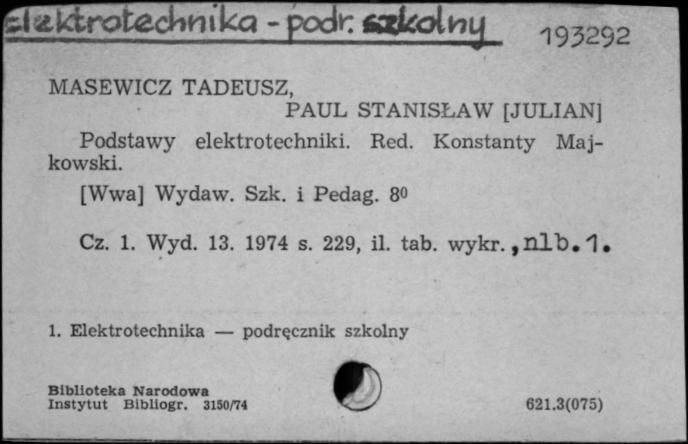 elektrotechnika - podr. szkolny
193292
MASEWICZ TADEUSZ,
PAUL STANISŁAW [JULIAN]
Podstawy elektrotechniki. Red. Konstanty Maj-
kowski.
[Wwa] Wydaw. Szk. i Pedag. 8⁰
Cz. 1. Wyd. 13. 1974 s. 229, il. tab. wykr. , nlb. 1.
1. Elektrotechnika — podręcznik szkolny
Biblioteka Narodowa
Instytut Bibliogr. 3150/74
621.3(075)